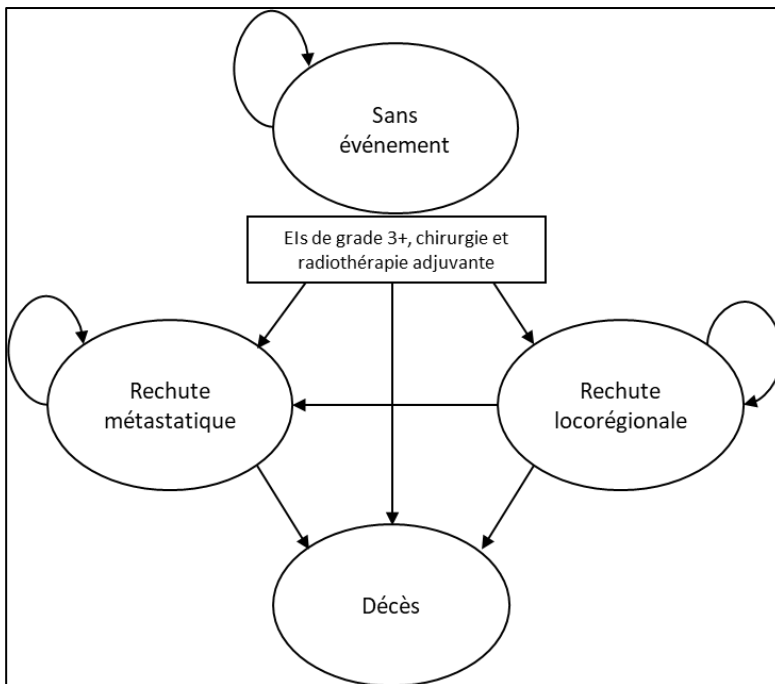 Sans
événement
EIs de grade 3+, chirurgie et
radiothérapie adjuvante
Rechute
métastatique
Rechute
locorégionale
Décès